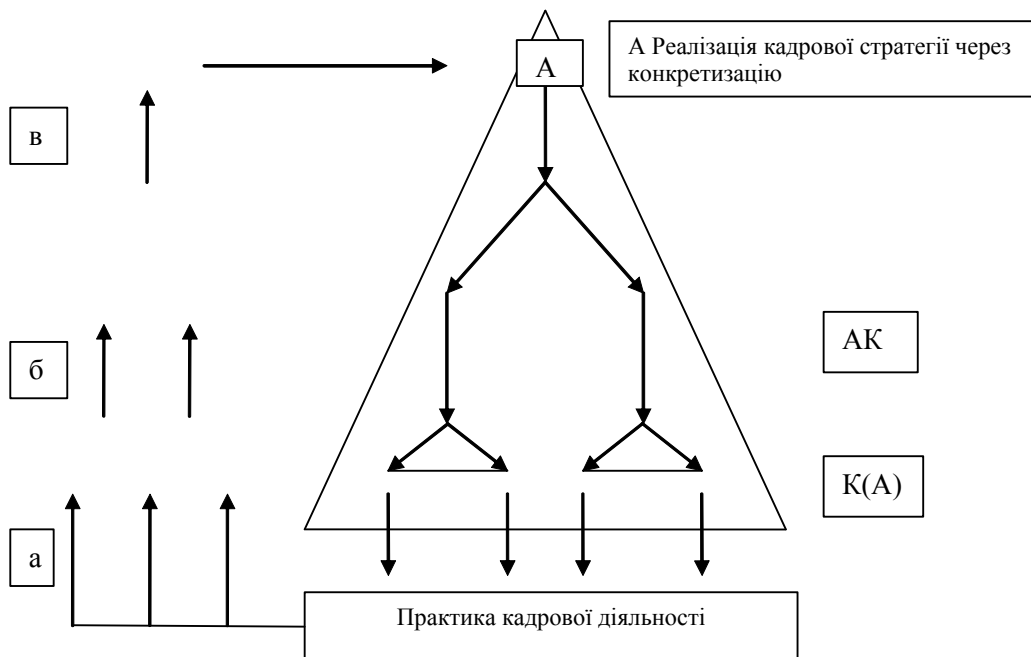 А
А Реалізація кадрової стратегії через
конкретизацію
в
АК
б
К(А)
а
Практика кадрової діяльності